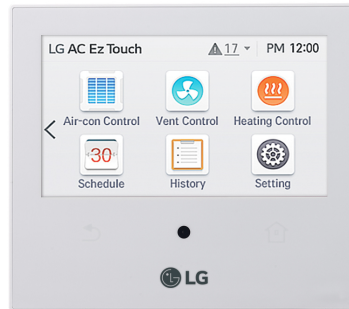 LG AC Ez Touch 17 PM 12:00
Air-con Control Vent Control Heating Control
30
Schedule History Setting
LG LG